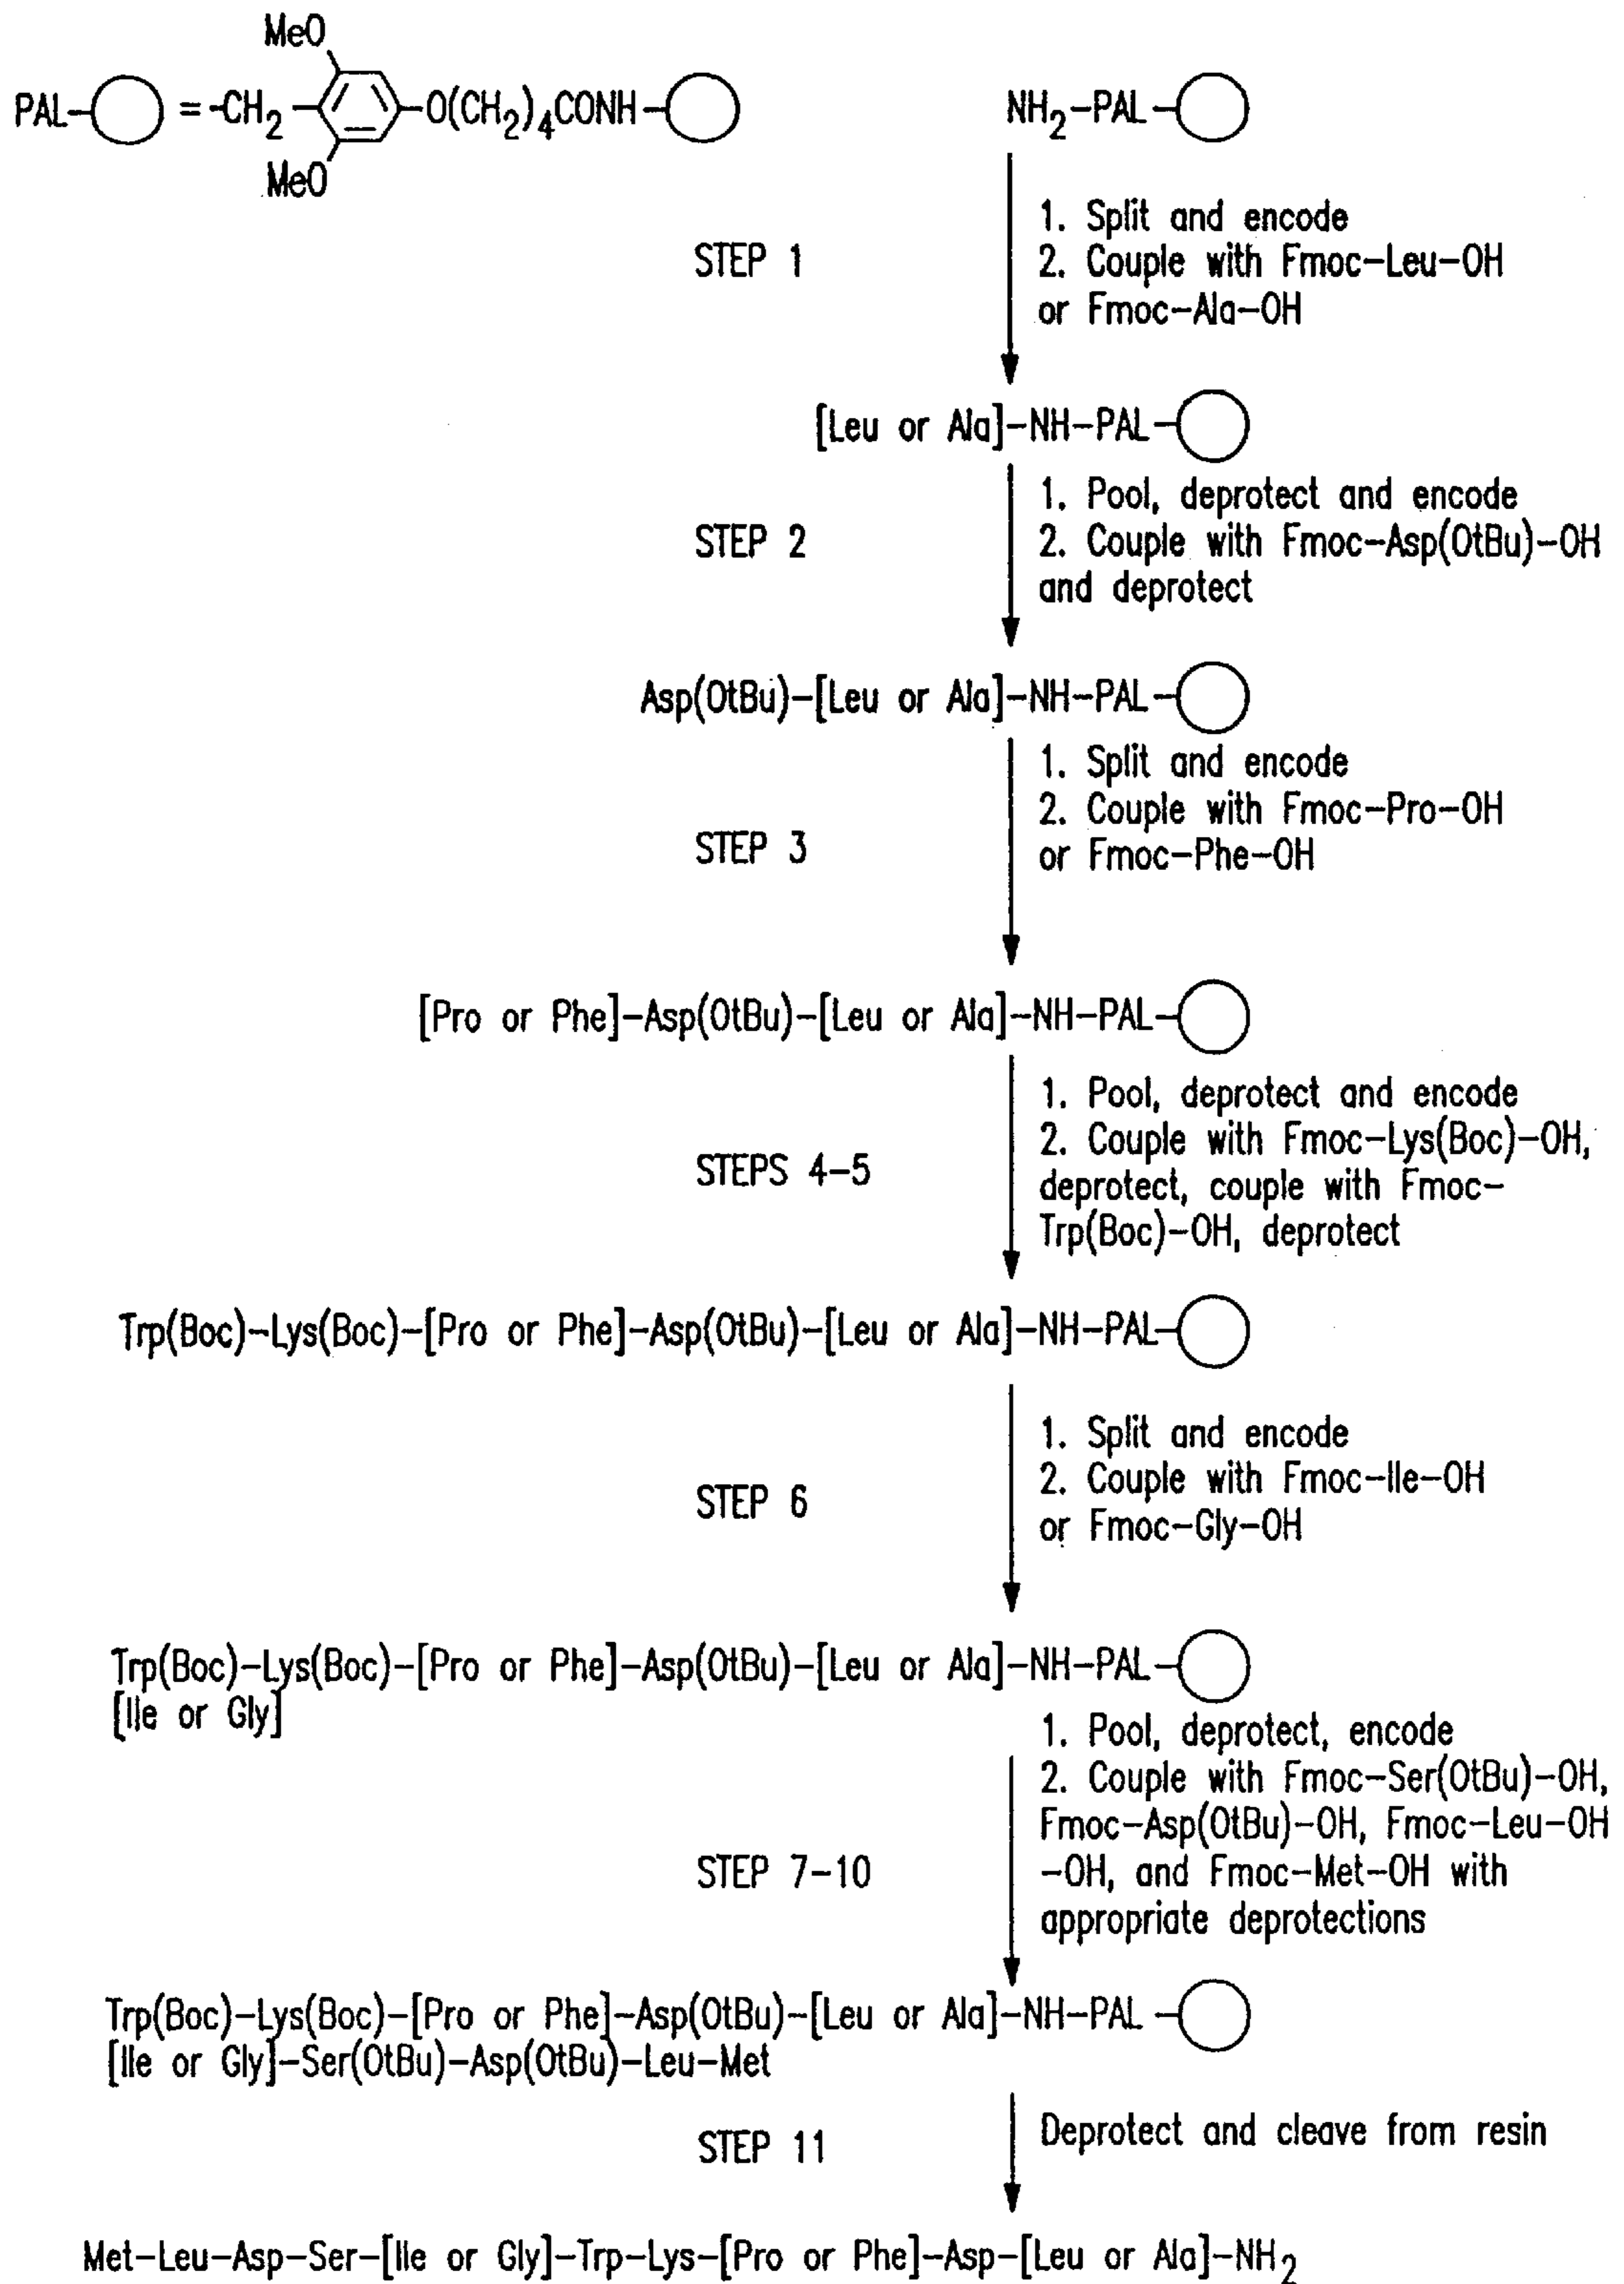 MeO
PAL– = –CH2– –O(CH2)4CONH–
MeO
NH2–PAL–
STEP 1
1. Split and encode
2. Couple with Fmoc–Leu–OH
or Fmoc–Ala–OH
[Leu or Ala]–NH–PAL–
STEP 2
1. Pool, deprotect and encode
2. Couple with Fmoc–Asp(OtBu)–OH
and deprotect
Asp(OtBu)–[Leu or Ala]–NH–PAL–
STEP 3
1. Split and encode
2. Couple with Fmoc–Pro–OH
or Fmoc–Phe–OH
[Pro or Phe]–Asp(OtBu)–[Leu or Ala]–NH–PAL–
STEPS 4–5
1. Pool, deprotect and encode
2. Couple with Fmoc–Lys(Boc)–OH,
deprotect, couple with Fmoc–
Trp(Boc)–OH, deprotect
Trp(Boc)–Lys(Boc)–[Pro or Phe]–Asp(OtBu)–[Leu or Ala]–NH–PAL–
STEP 6
1. Split and encode
2. Couple with Fmoc–Ile–OH
or Fmoc–Gly–OH
Trp(Boc)–Lys(Boc)–[Pro or Phe]–Asp(OtBu)–[Leu or Ala]–NH–PAL–
[Ile or Gly]
STEP 7–10
1. Pool, deprotect, encode
2. Couple with Fmoc–Ser(OtBu)–OH,
Fmoc–Asp(OtBu)–OH, Fmoc–Leu–OH
–OH, and Fmoc–Met–OH with
appropriate deprotections
Trp(Boc)–Lys(Boc)–[Pro or Phe]–Asp(OtBu)–[Leu or Ala]–NH–PAL–
[Ile or Gly]–Ser(OtBu)–Asp(OtBu)–Leu–Met
STEP 11
Deprotect and cleave from resin
Met–Leu–Asp–Ser–[Ile or Gly]–Trp–Lys–[Pro or Phe]–Asp–[Leu or Ala]–NH2